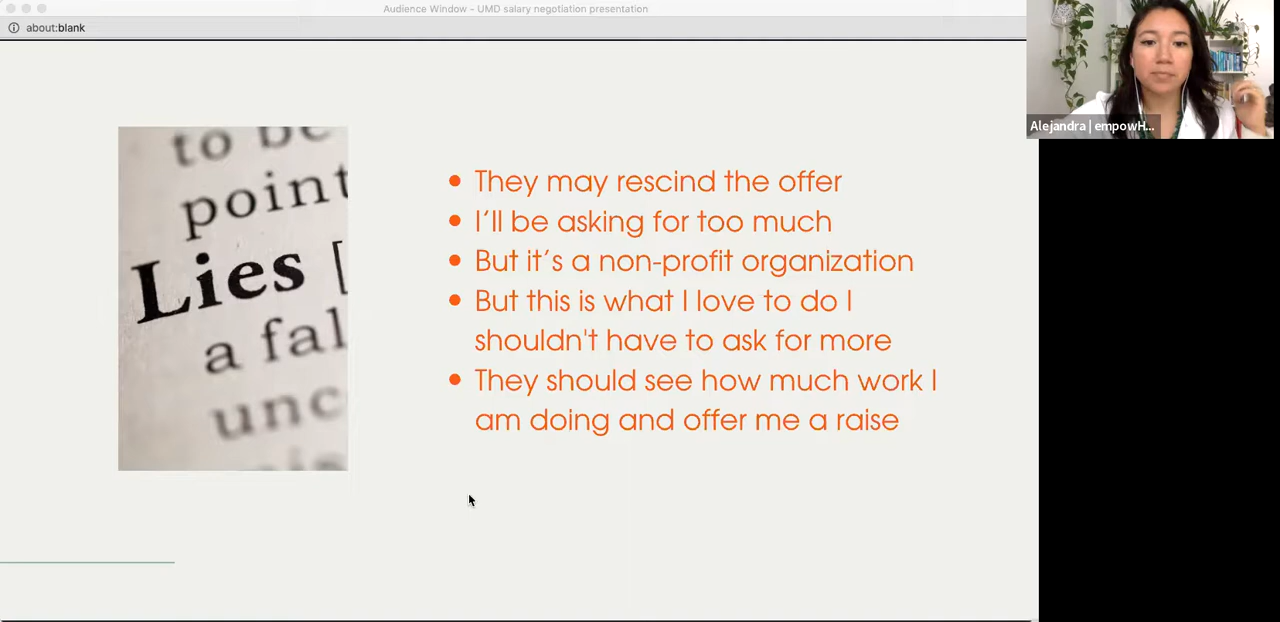 Audience Window - UMD salary negotiation presentation
about:blank
Alejandra | empowH...
to be
point
Lies [
a fal
unc
• They may rescind the offer
• I'll be asking for too much
• But it's a non-profit organization
• But this is what I love to do I
shouldn't have to ask for more
• They should see how much work I
am doing and offer me a raise